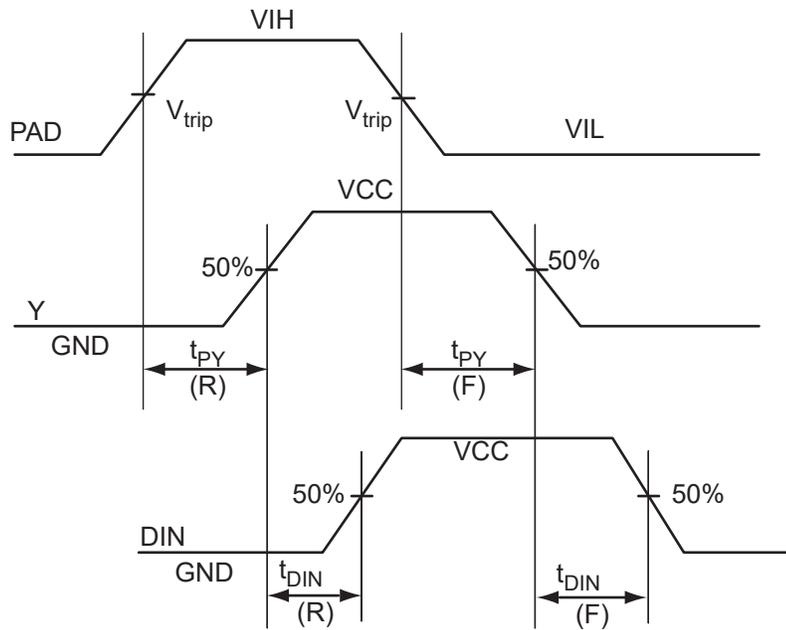 VIH
PAD
Vtrip
Vtrip
VIL
VCC
50%
50%
Y
GND
tPY
(R)
tPY
(F)
VCC
50%
50%
DIN
GND
tDIN
(R)
tDIN
(F)